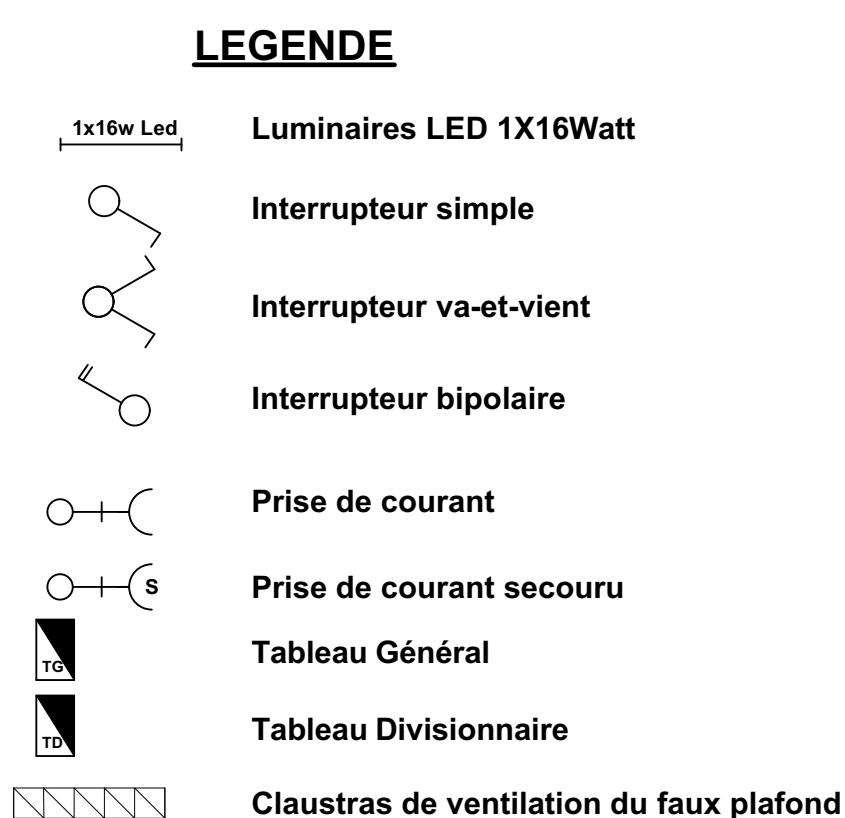 LEGENDE
1x16w Led Luminaires LED 1X16Watt
Interrupteur simple
Interrupteur va-et-vient
Interrupteur bipolaire
Prise de courant
S Prise de courant secouru
TG Tableau Général
TD Tableau Divisionnaire
Claustras de ventilation du faux plafond